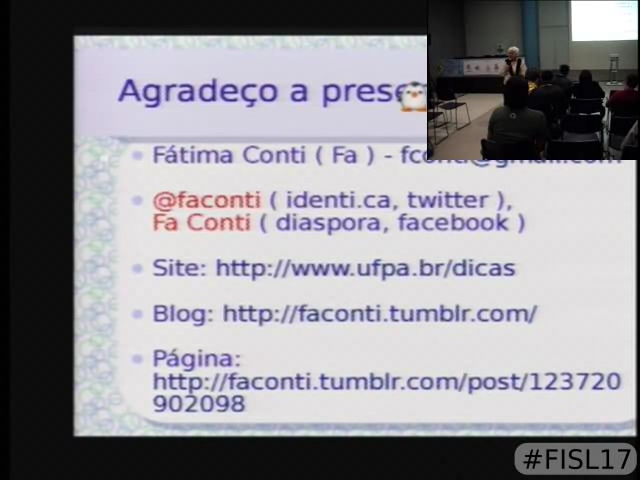 Agradeço a prese
Fátima Conti ( Fa ) - fconti@gmail.com
@faconti ( identi.ca, twitter ),
Fa Conti ( diaspora, facebook )
Site: http://www.ufpa.br/dicas
Blog: http://faconti.tumblr.com/
Página:
http://faconti.tumblr.com/post/123720
902098
#FISL17